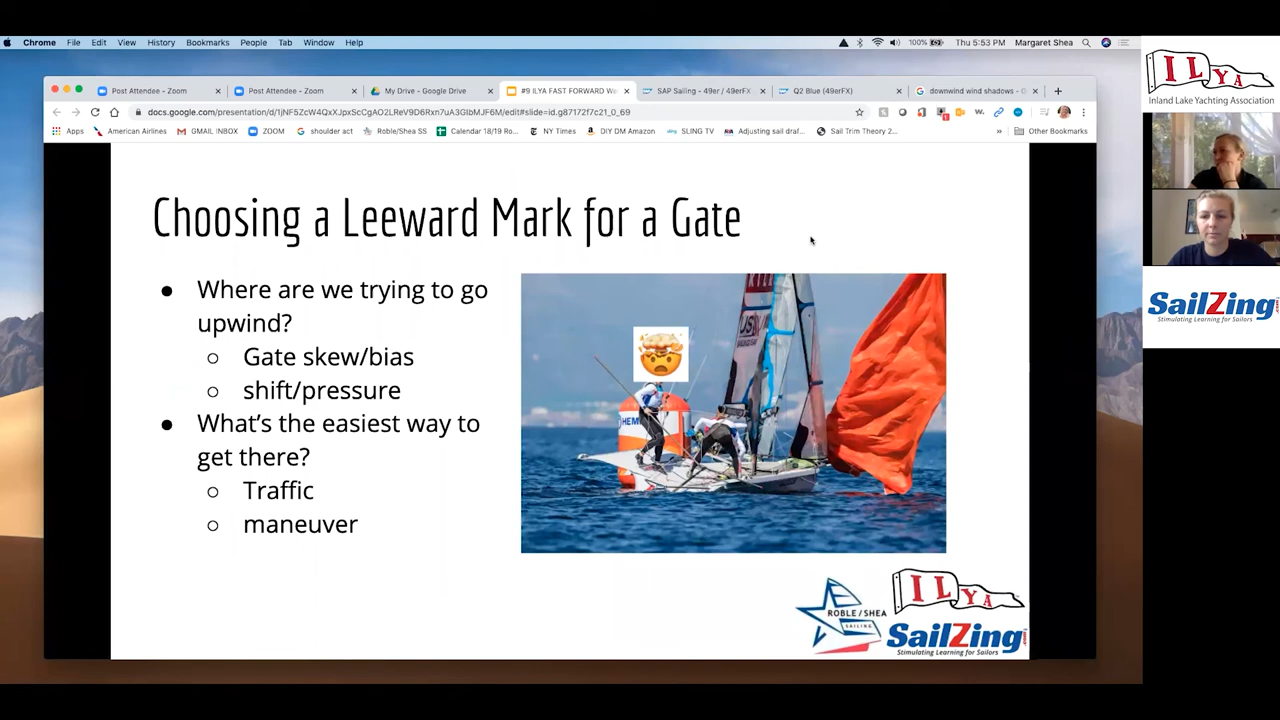 Chrome File Edit View History Bookmarks People Tab Window Help
100% Thu 5:53 PM Margaret Shea
Post Attendee - Zoom
Post Attendee - Zoom
My Drive - Google Drive
#9 ILYA FAST FORWARD We
SAP Sailing - 49er / 49erFX
Q2 Blue (49erFX)
downwind wind shadows -
docs.google.com/presentation/d/1jNF5ZcW4QxXJpxScCgAO2LReV9D6Rxn7uA3GIbMJF6M/edit#slide=id.g87172f7c21_0_69
Apps American Airlines GMAIL INBOX ZOOM shoulder act Roble/Shea SS Calendar 18/19 Ro... NY Times DIY DM Amazon SLING TV Adjusting sail draf... Sail Trim Theory 2... » Other Bookmarks
Choosing a Leeward Mark for a Gate
● Where are we trying to go
upwind?
○ Gate skew/bias
○ shift/pressure
● What's the easiest way to
get there?
○ Traffic
○ maneuver
HEM
US
ROBLE/SHEA
SAILING
ILYA
SailZing
Stimulating Learning for Sailors
ILYA
Inland Lake Yachting Association
SailZing
Stimulating Learning for Sailors